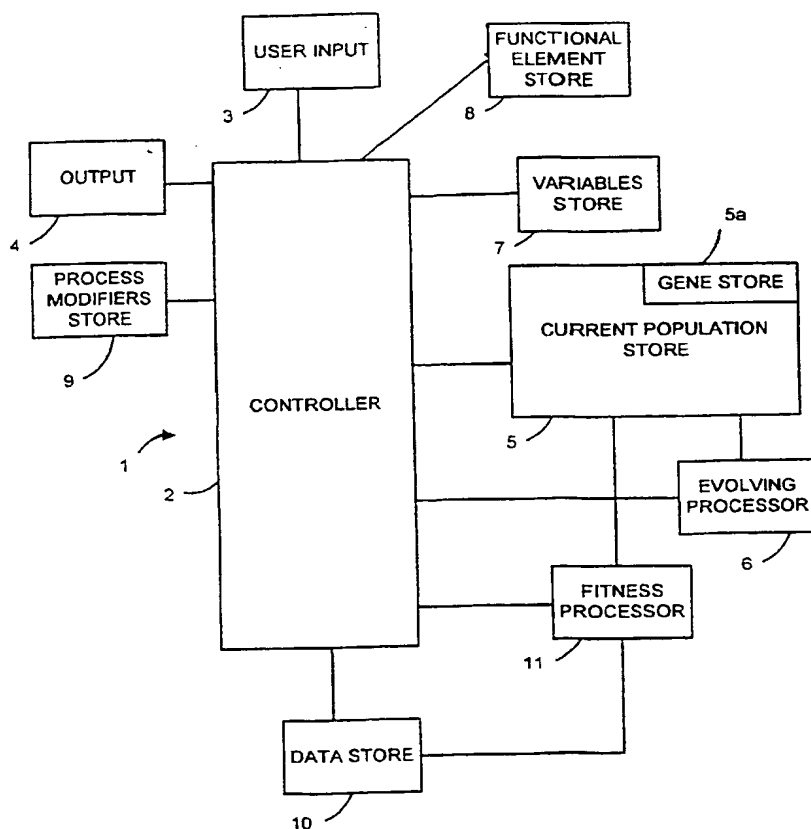 USER INPUT
3
FUNCTIONAL
ELEMENT
STORE
8
OUTPUT
4
VARIABLES
STORE
7
5a
PROCESS
MODIFIERS
STORE
9
GENE STORE
CURRENT POPULATION
STORE
5
CONTROLLER
1
2
EVOLVING
PROCESSOR
6
FITNESS
PROCESSOR
11
DATA STORE
10